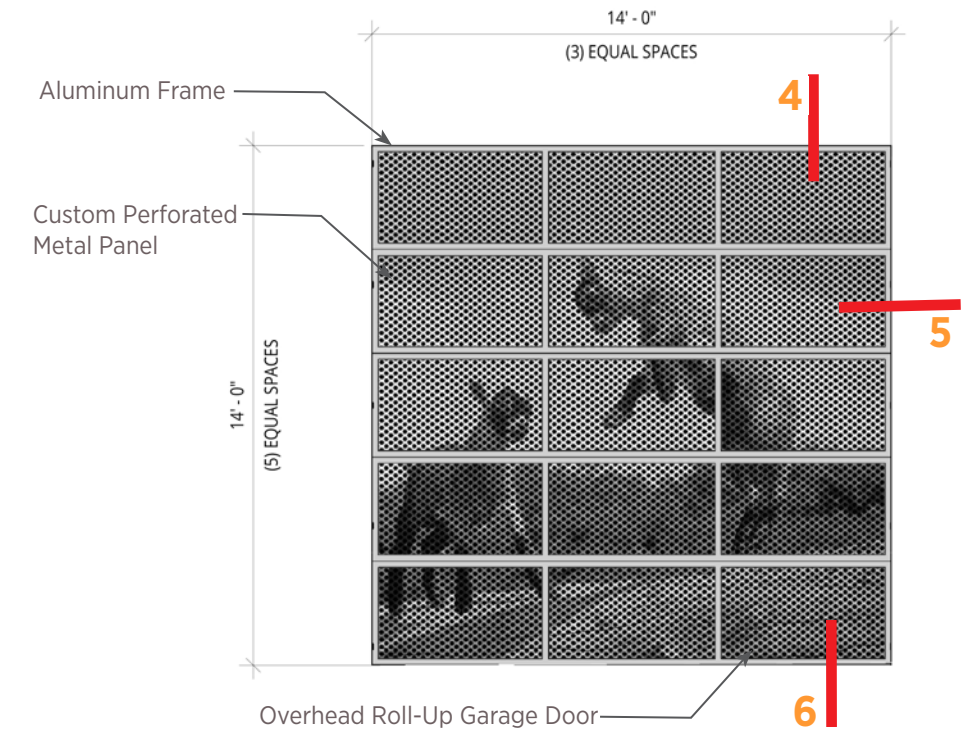 14' - 0"
(3) EQUAL SPACES
Aluminum Frame
4
Custom Perforated
Metal Panel
5
14' - 0"
(5) EQUAL SPACES
Overhead Roll-Up Garage Door
6